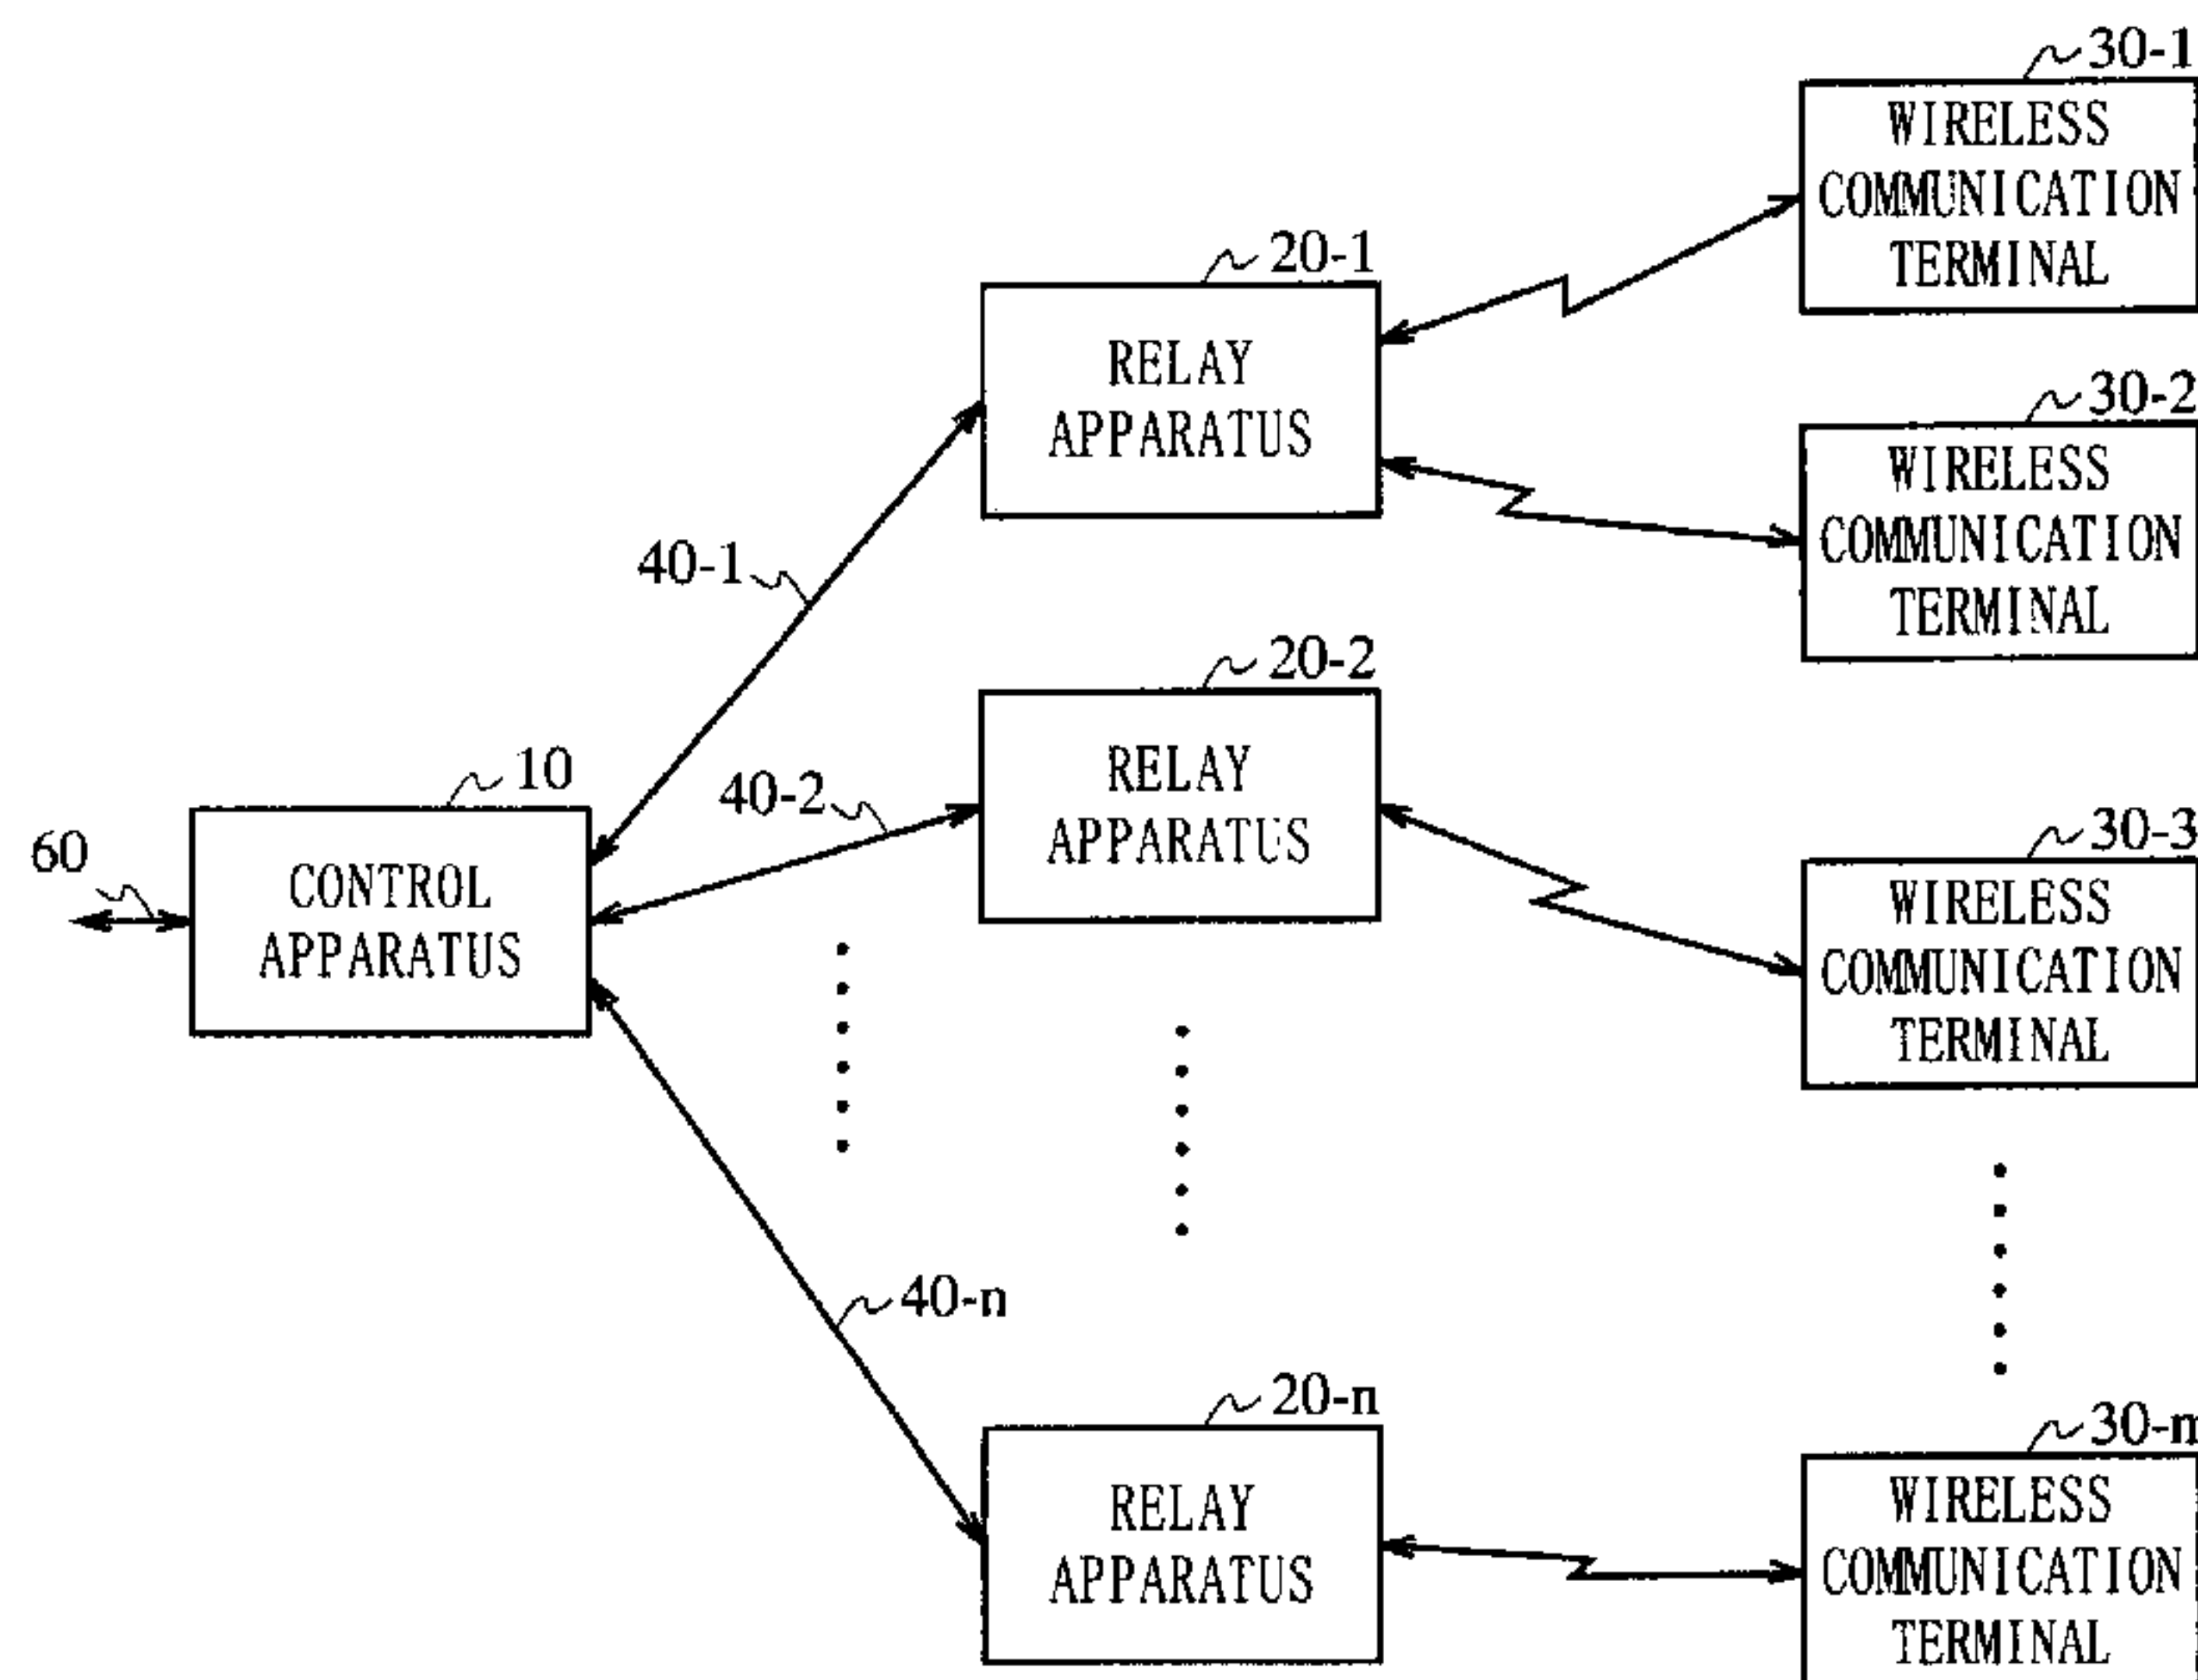 30-1
WIRELESS
COMMUNICATION
TERMINAL
20-1
RELAY
APPARATUS
30-2
WIRELESS
COMMUNICATION
TERMINAL
40-1
20-2
RELAY
APPARATUS
10
CONTROL
APPARATUS
40-2
60
30-3
WIRELESS
COMMUNICATION
TERMINAL
40-n
20-n
RELAY
APPARATUS
30-m
WIRELESS
COMMUNICATION
TERMINAL